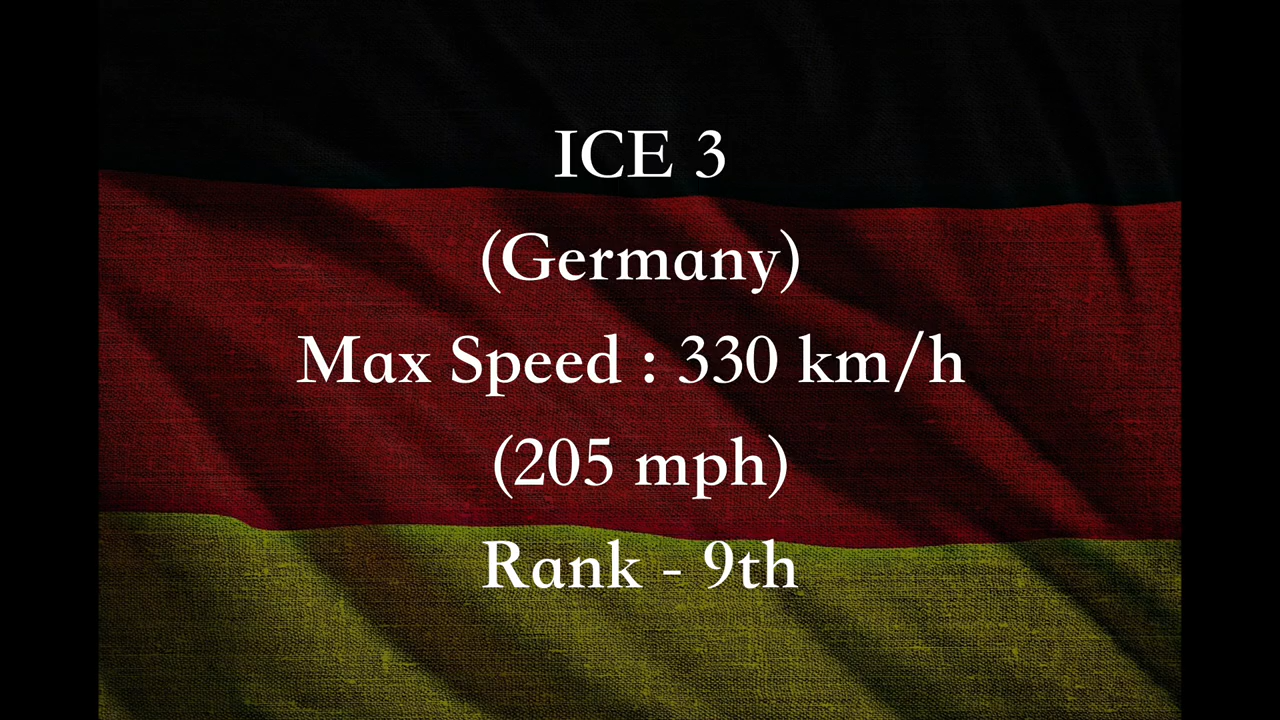 ICE 3
(Germany)
Max Speed : 330 km/h
(205 mph)
Rank - 9th